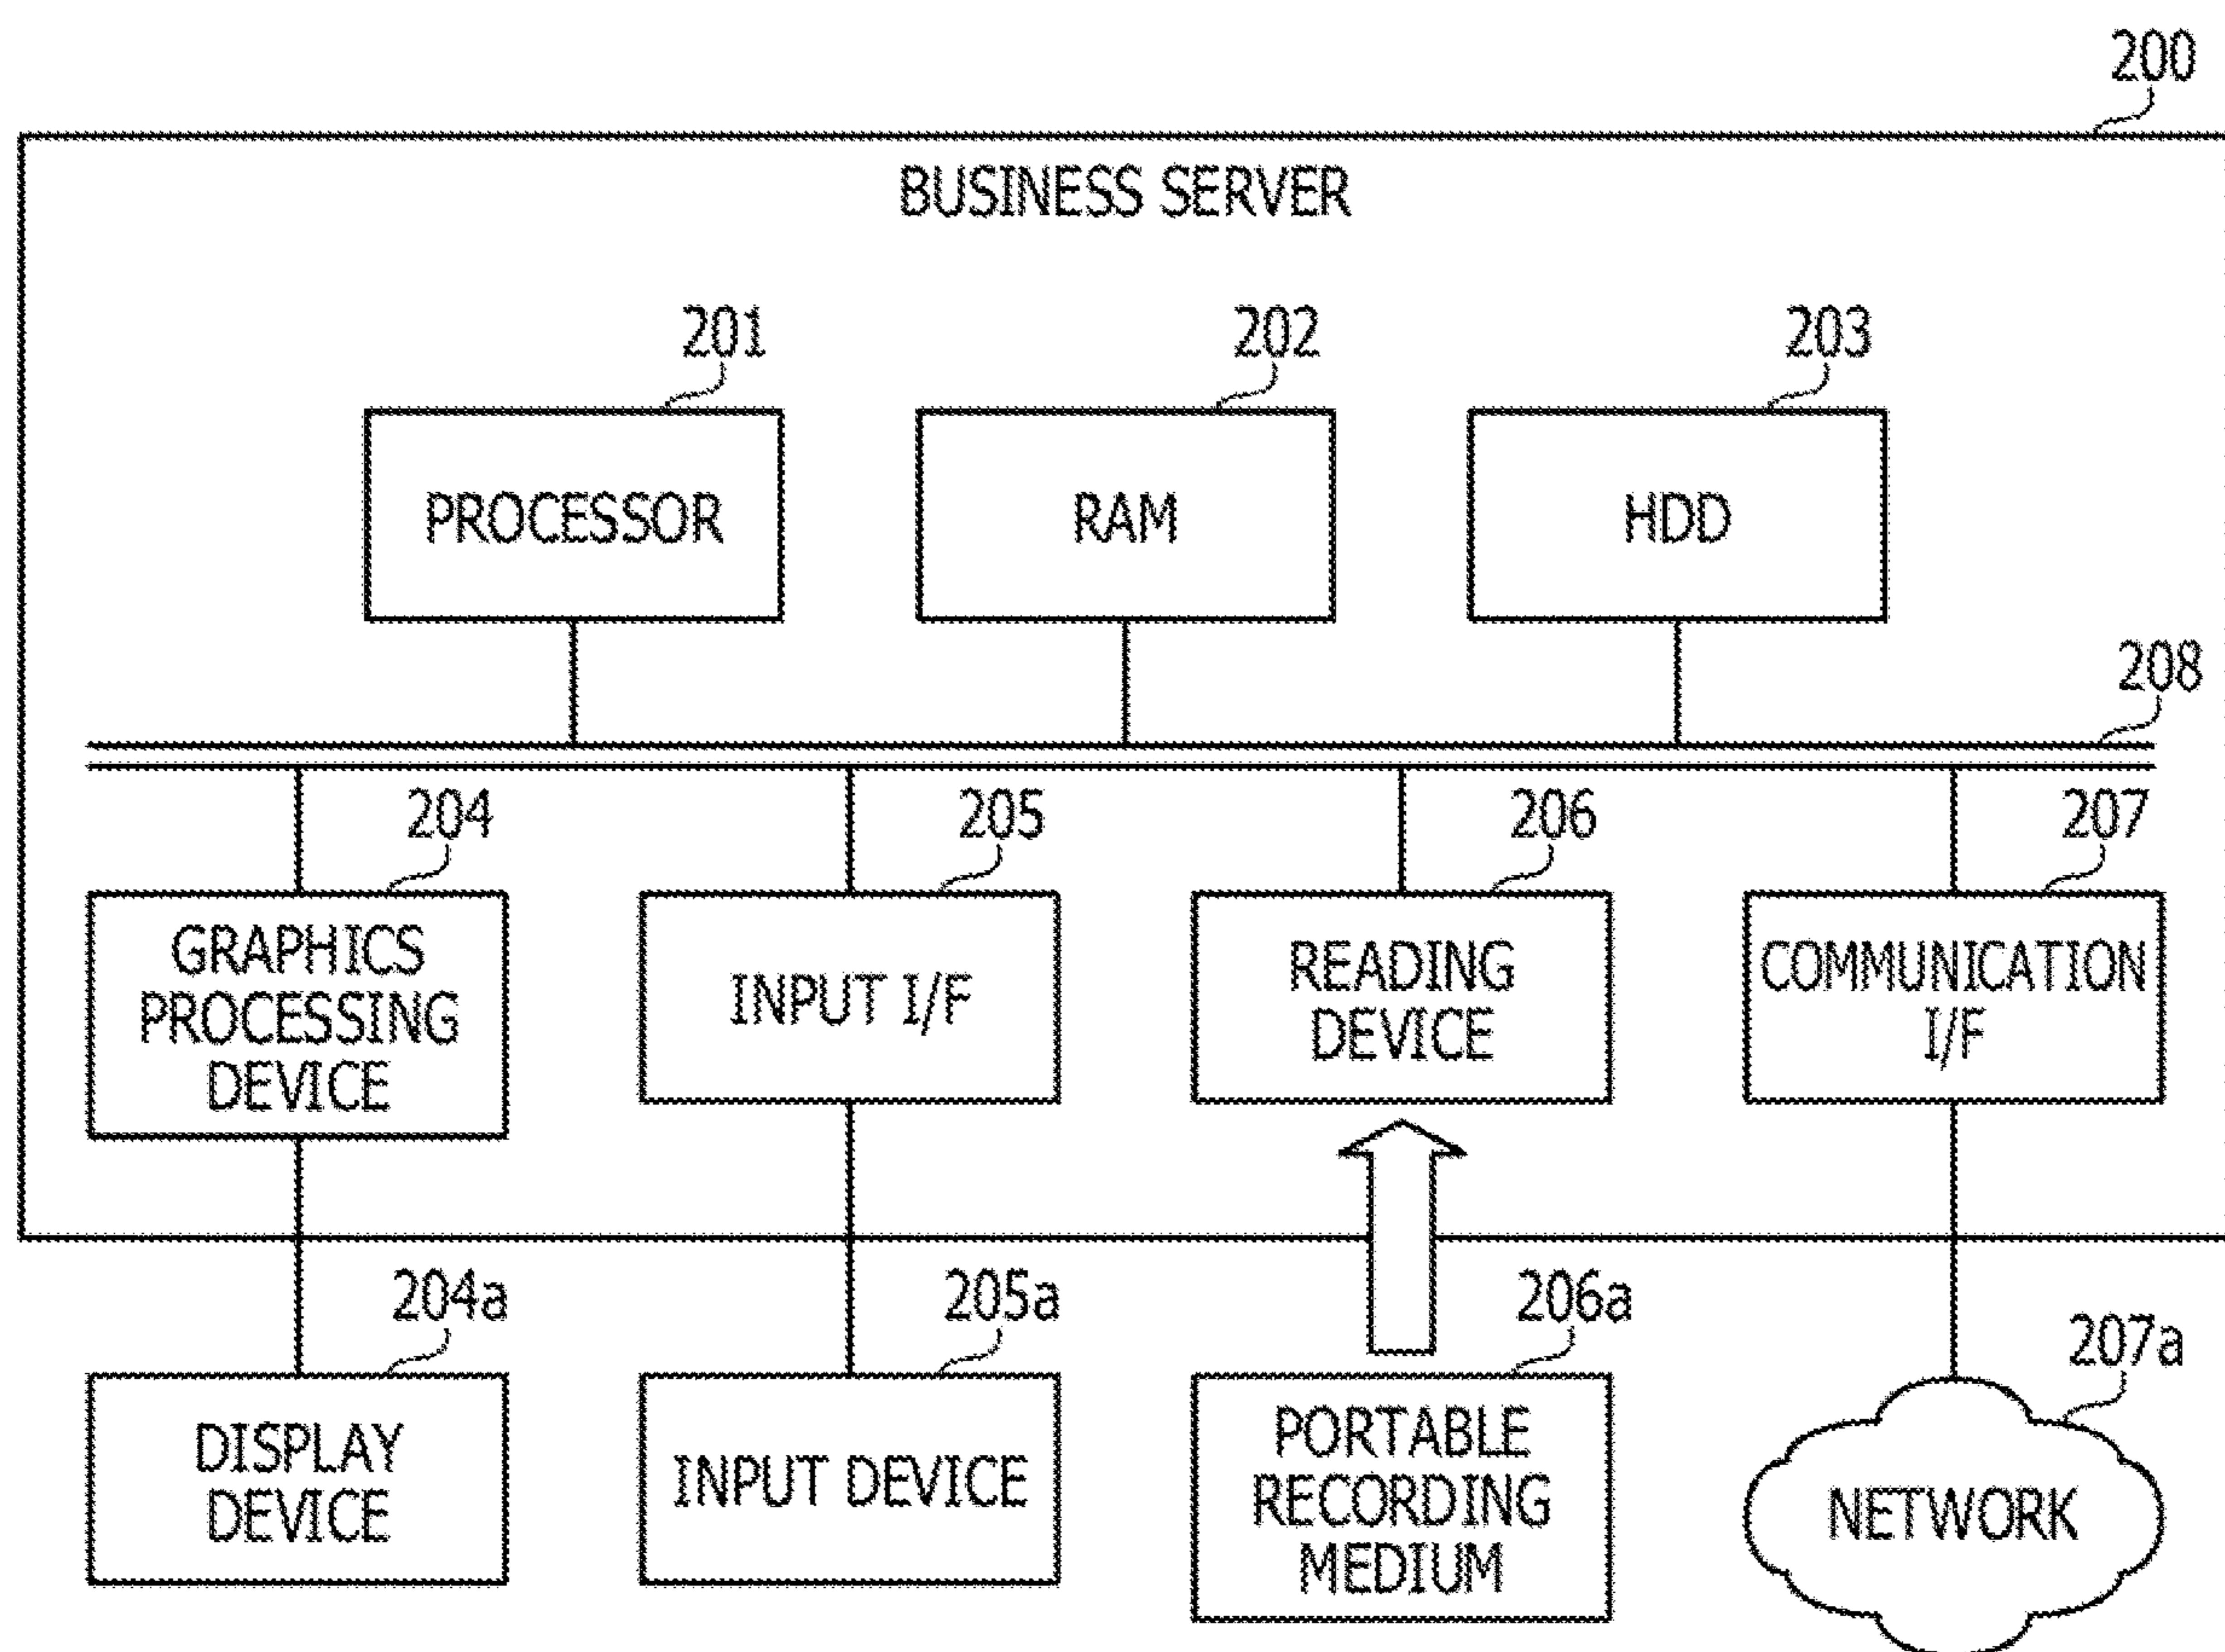 200
BUSINESS SERVER
201
202
203
PROCESSOR
RAM
HDD
208
204
205
206
207
GRAPHICS
PROCESSING
DEVICE
INPUT I/F
READING
DEVICE
COMMUNICATION
I/F
204a
205a
206a
207a
DISPLAY
DEVICE
INPUT DEVICE
PORTABLE
RECORDING
MEDIUM
NETWORK